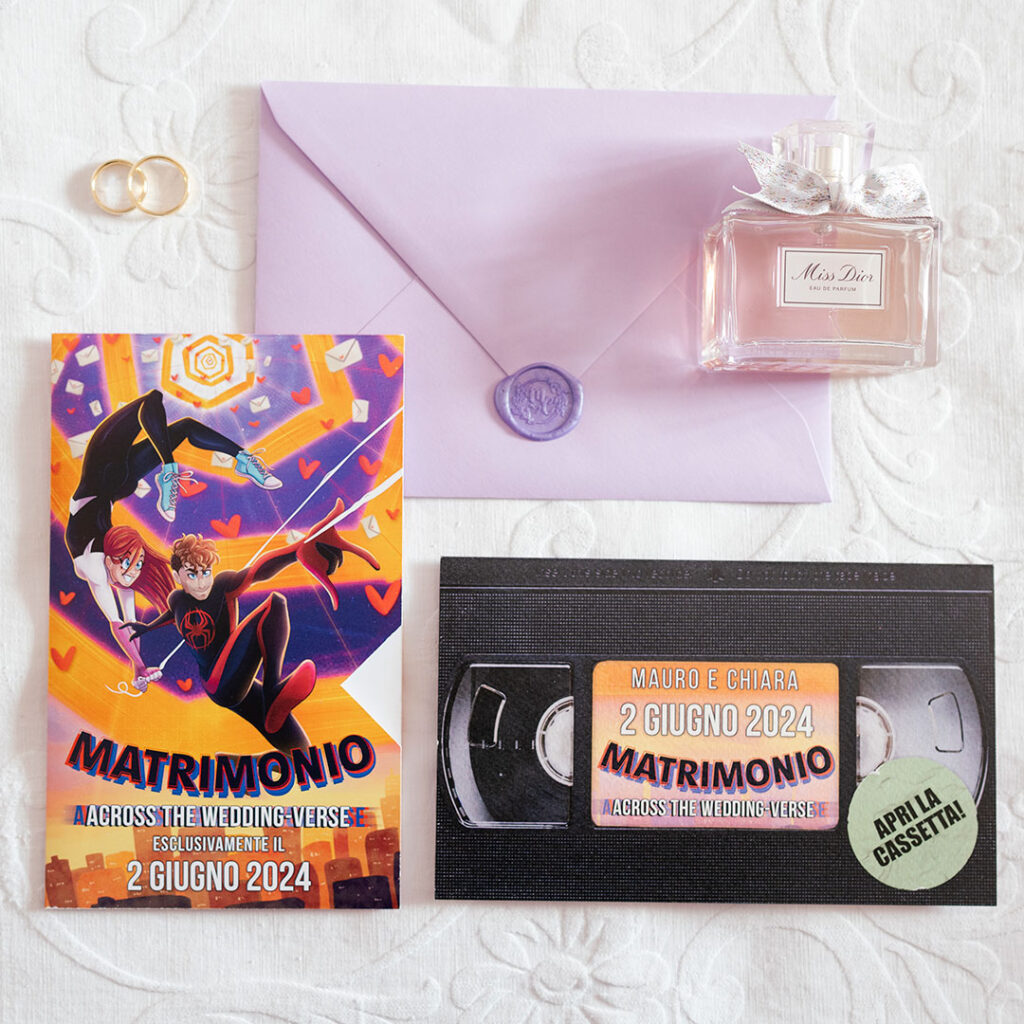 Miss Dior
EAU DE PARFUM
MATRIMONIO
ACROSS THE WEDDING-VERSE
ESCLUSIVAMENTE IL
2 GIUGNO 2024
MAURO E CHIARA
2 GIUGNO 2024
MATRIMONIO
ACROSS THE WEDDING-VERSE
APRI LA
CASSETTA!